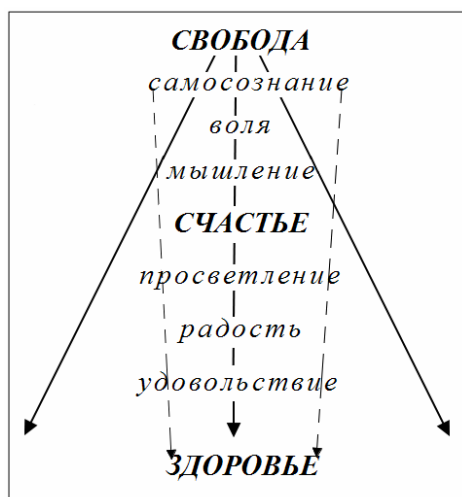 СВОБОДА
самосознание
воля
мышление
СЧАСТЬЕ
просветление
радость
удовольствие
ЗДОРОВЬЕ